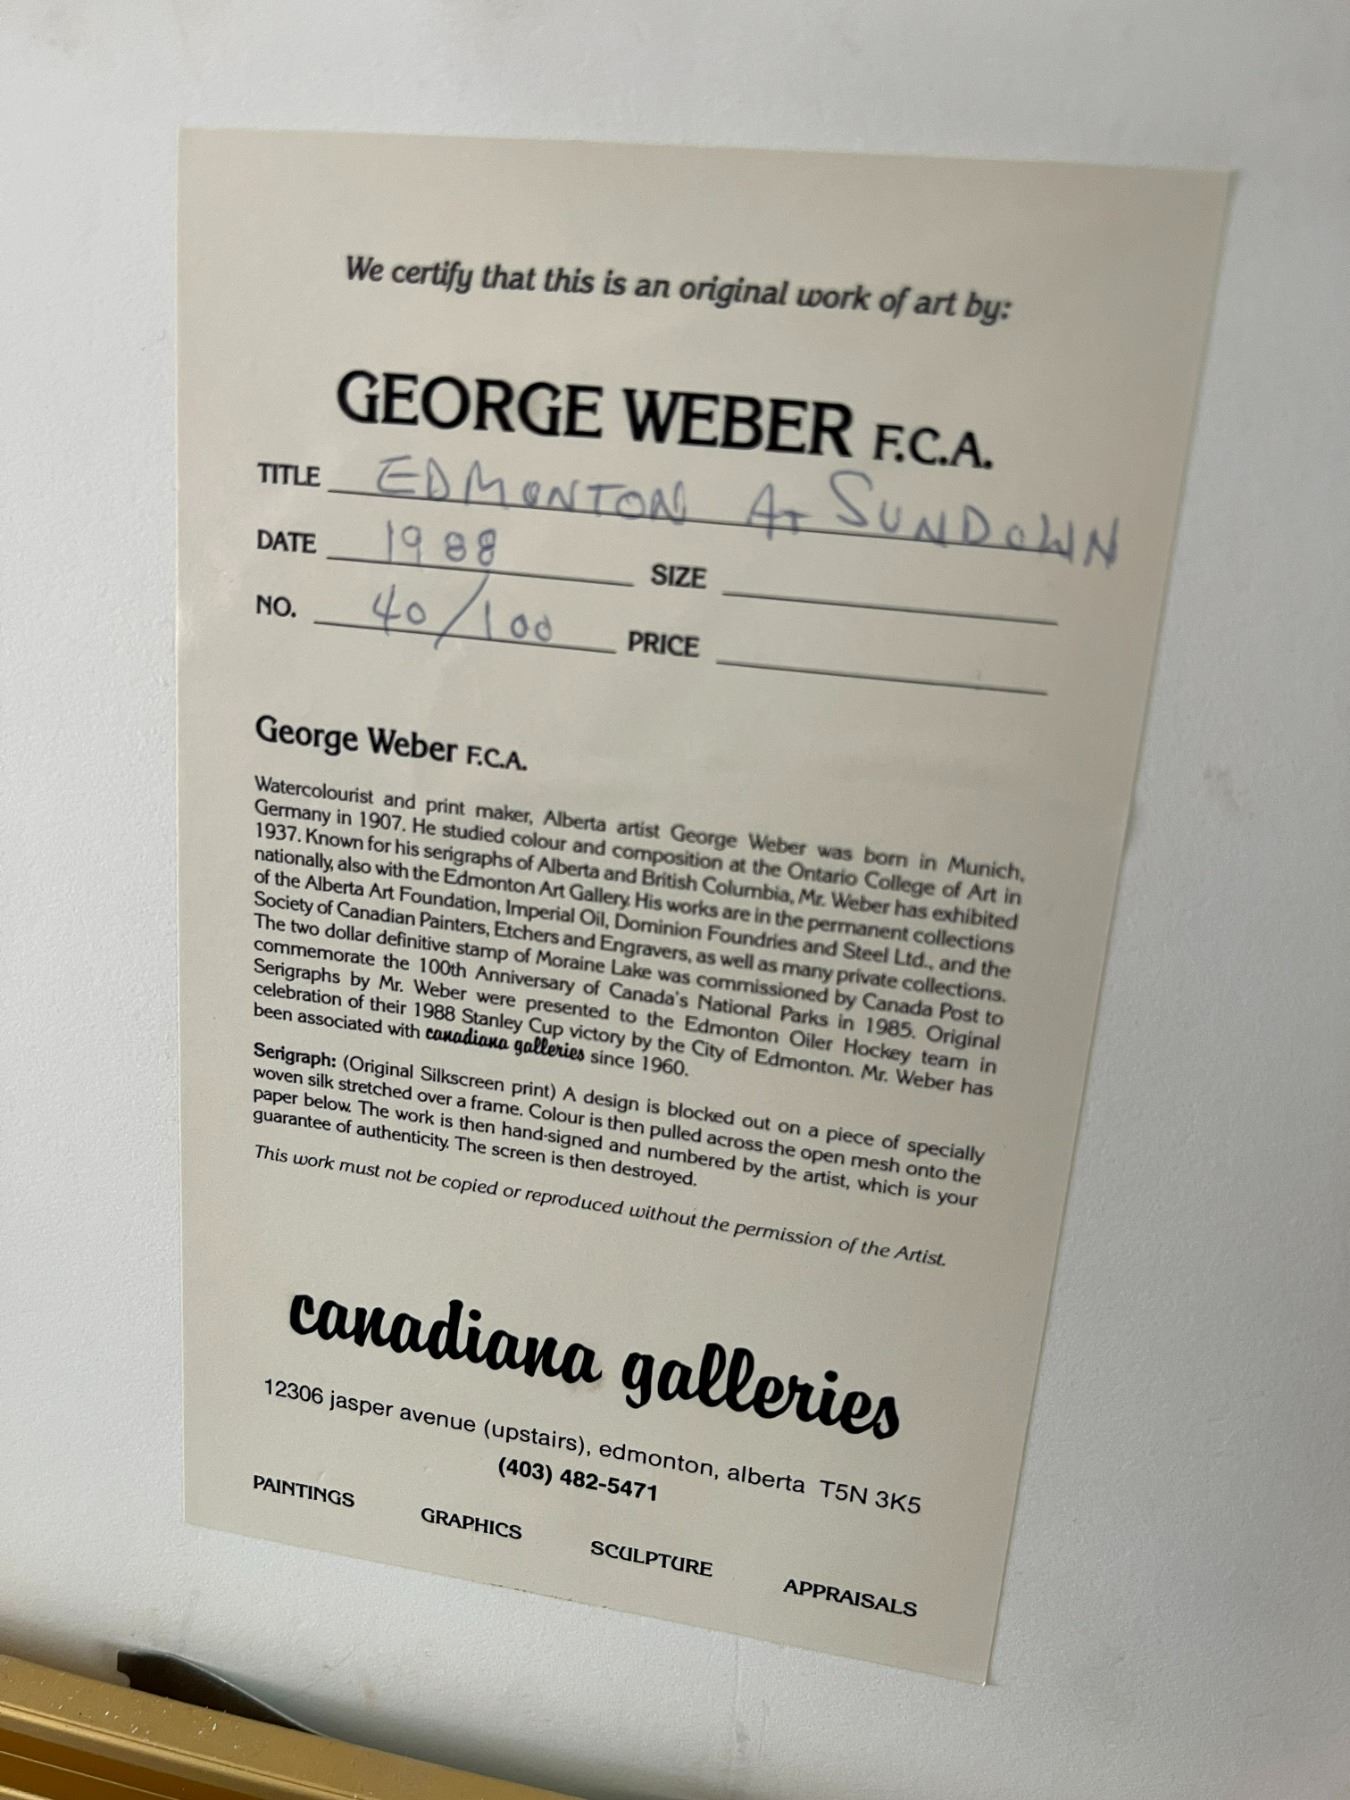 We certify that this is an original work of art by:
GEORGE WEBER F.C.A.
TITLE EDMONTON AT SUNDOWN
DATE 1988 SIZE
NO. 40/100 PRICE
George Weber F.C.A.
Watercolourist and print maker, Alberta artist George Weber was born in Munich,
Germany in 1907. He studied colour and composition at the Ontario College of Art in
1937. Known for his serigraphs of Alberta and British Columbia, Mr. Weber has exhibited
nationally, also with the Edmonton Art Gallery. His works are in the permanent collections
of the Alberta Art Foundation, Imperial Oil, Dominion Foundries and Steel Ltd., and the
Society of Canadian Painters, Etchers and Engravers, as well as many private collections.
The two dollar definitive stamp of Moraine Lake was commissioned by Canada Post to
commemorate the 100th Anniversary of Canada's National Parks in 1985. Original
Serigraphs by Mr. Weber were presented to the Edmonton Oiler Hockey team in
celebration of their 1988 Stanley Cup victory by the City of Edmonton. Mr. Weber has
been associated with canadiana galleries since 1960.
Serigraph: (Original Silkscreen print) A design is blocked out on a piece of specially
woven silk stretched over a frame. Colour is then pulled across the open mesh onto the
paper below. The work is then hand-signed and numbered by the artist, which is your
guarantee of authenticity. The screen is then destroyed.
This work must not be copied or reproduced without the permission of the Artist.
canadiana galleries
12306 jasper avenue (upstairs), edmonton, alberta T5N 3K5
(403) 482-5471
PAINTINGS GRAPHICS SCULPTURE APPRAISALS